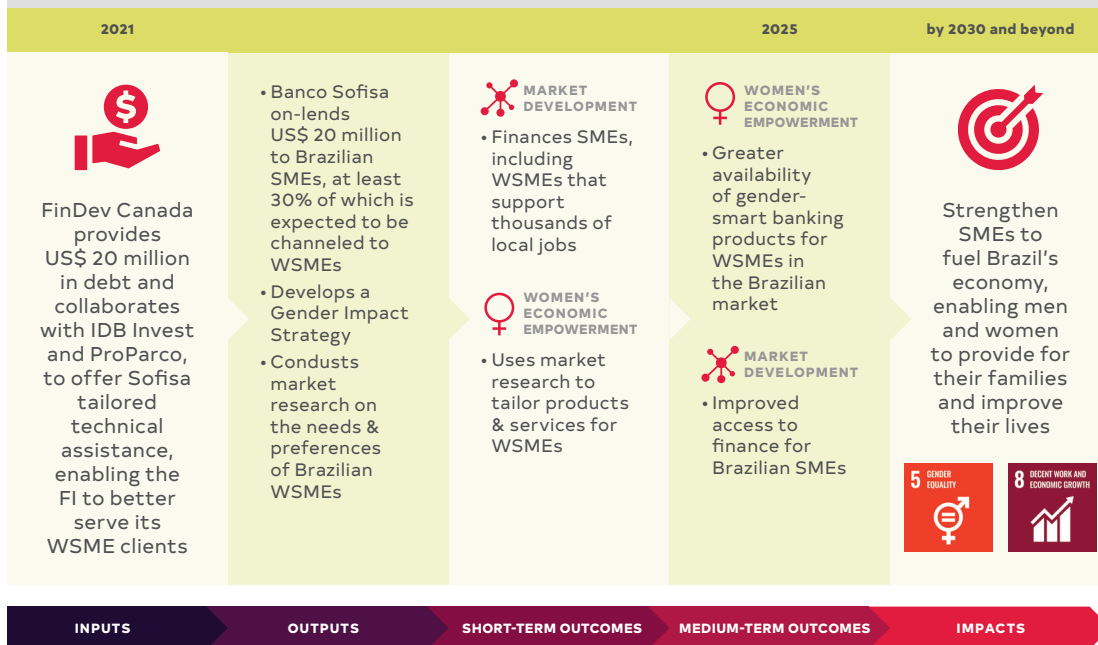 2021
2025
by 2030 and beyond
$
FinDev Canada
provides
US$ 20 million
in debt and
collaborates
with IDB Invest
and ProParco,
to offer Sofisa
tailored
technical
assistance,
enabling the
FI to better
serve its
WSME clients
• Banco Sofisa
on-lends
US$ 20 million
to Brazilian
SMEs, at least
30% of which is
expected to be
channeled to
WSMEs
• Develops a
Gender Impact
Strategy
• Condusts
market
research on
the needs &
preferences
of Brazilian
WSMEs
MARKET
DEVELOPMENT
• Finances SMEs,
including
WSMEs that
support
thousands of
local jobs
WOMEN'S
ECONOMIC
EMPOWERMENT
• Uses market
research to
tailor products
& services for
WSMEs
WOMEN'S
ECONOMIC
EMPOWERMENT
• Greater
availability
of gender-
smart banking
products for
WSMEs in
the Brazilian
market
MARKET
DEVELOPMENT
• Improved
access to
finance for
Brazilian SMEs
Strengthen
SMEs to
fuel Brazil's
economy,
enabling men
and women
to provide for
their families
and improve
their lives
5 GENDER
EQUALITY
8 DECENT WORK AND
ECONOMIC GROWTH
INPUTS
OUTPUTS
SHORT-TERM OUTCOMES
MEDIUM-TERM OUTCOMES
IMPACTS